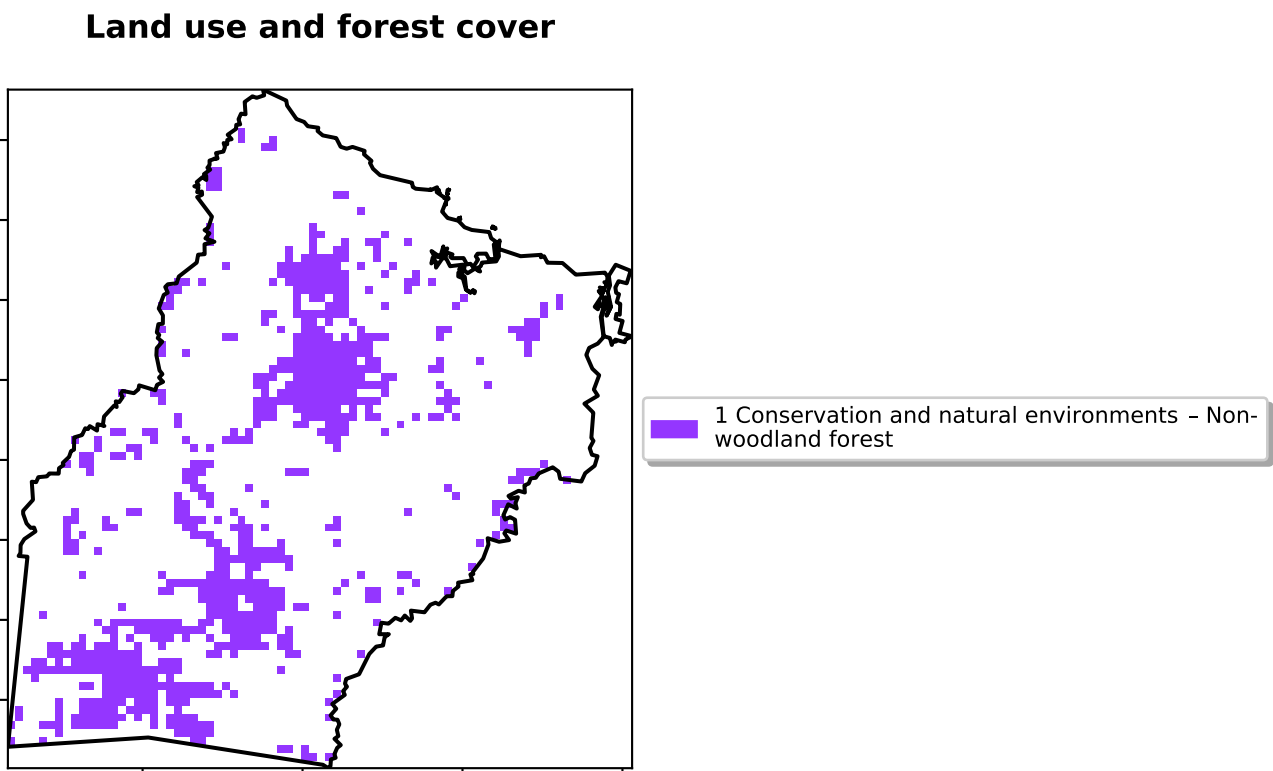 Land use and forest cover
1 Conservation and natural environments – Non-
woodland forest